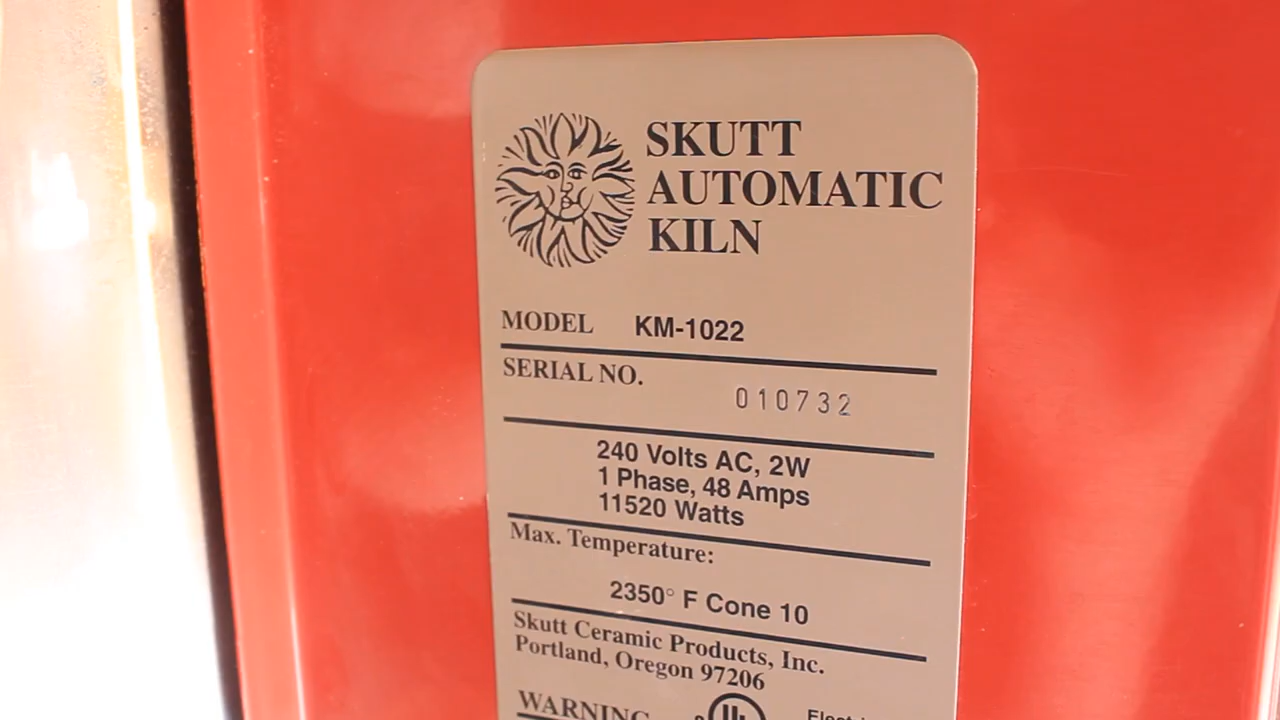 SKUTT
AUTOMATIC
KILN
MODEL KM-1022
SERIAL NO. 010732
240 Volts AC, 2W
1 Phase, 48 Amps
11520 Watts
Max. Temperature:
2350° F Cone 10
Skutt Ceramic Products, Inc.
Portland, Oregon 97206
WARNING